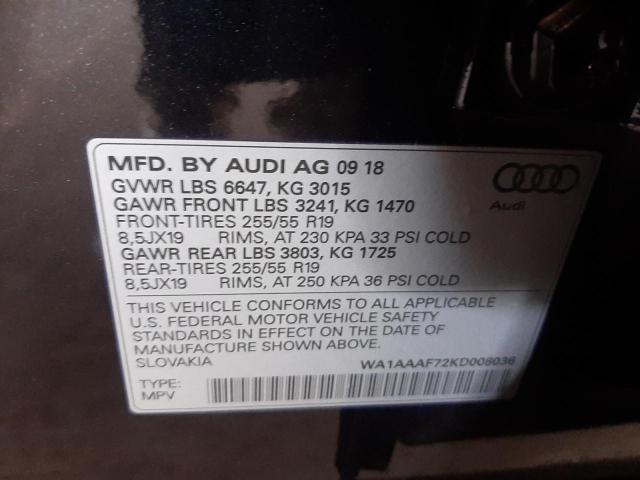 MFD. BY AUDI AG 09 18
GVWR LBS 6647, KG 3015
GAWR FRONT LBS 3241, KG 1470
FRONT-TIRES 255/55 R19
8,5JX19 RIMS, AT 230 KPA 33 PSI COLD
GAWR REAR LBS 3803, KG 1725
REAR-TIRES 255/55 R19
8,5JX19 RIMS, AT 250 KPA 36 PSI COLD
Audi
THIS VEHICLE CONFORMS TO ALL APPLICABLE
U.S. FEDERAL MOTOR VEHICLE SAFETY
STANDARDS IN EFFECT ON THE DATE OF
MANUFACTURE SHOWN ABOVE.
SLOVAKIA WA1AAAF72KD008036
TYPE:
MPV